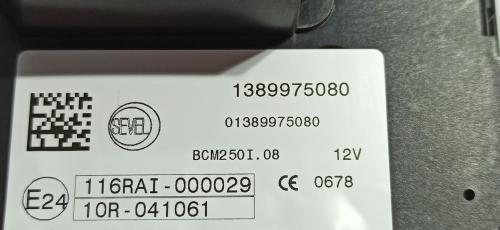 1389975080
SEVEL
01389975080
BCM250I.08 12V
E24
116RAI-000029
CE 0678
10R-041061